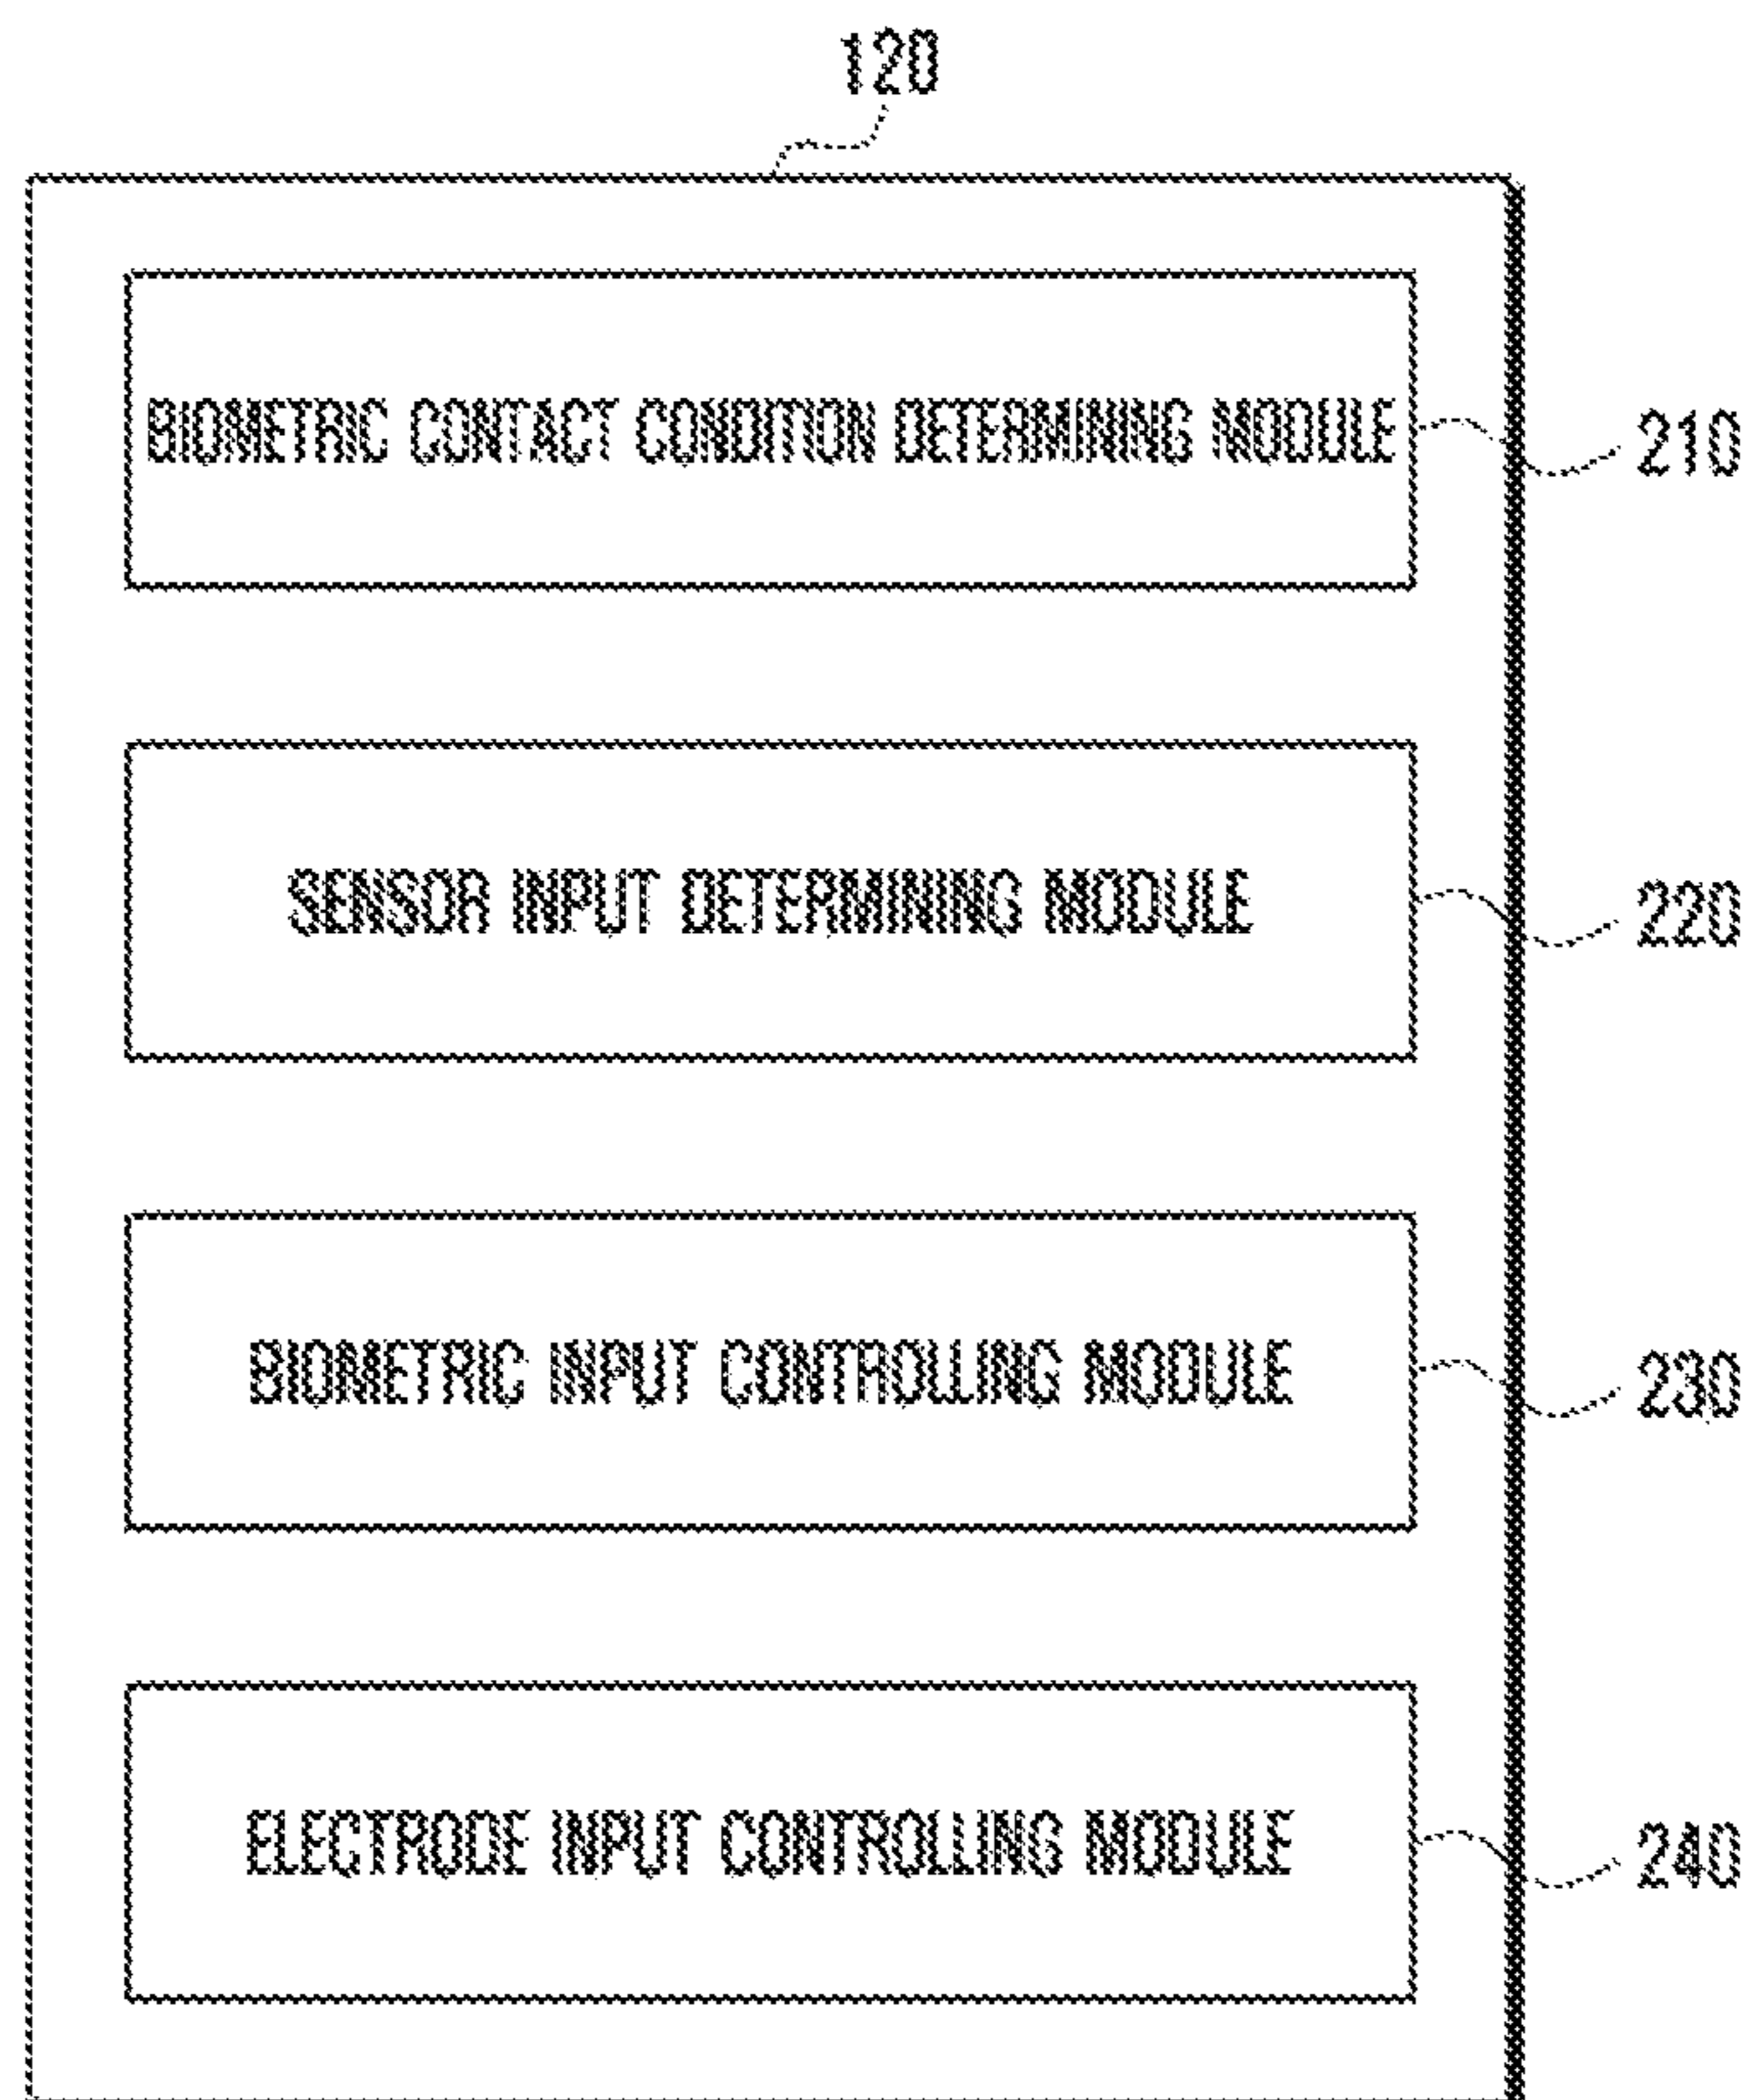 120
BIOMETRIC CONTACT CONDITION DETERMINING MODULE
210
SENSOR INPUT DETERMINING MODULE
220
BIOMETRIC INPUT CONTROLLING MODULE
230
ELECTRODE INPUT CONTROLLING MODULE
240